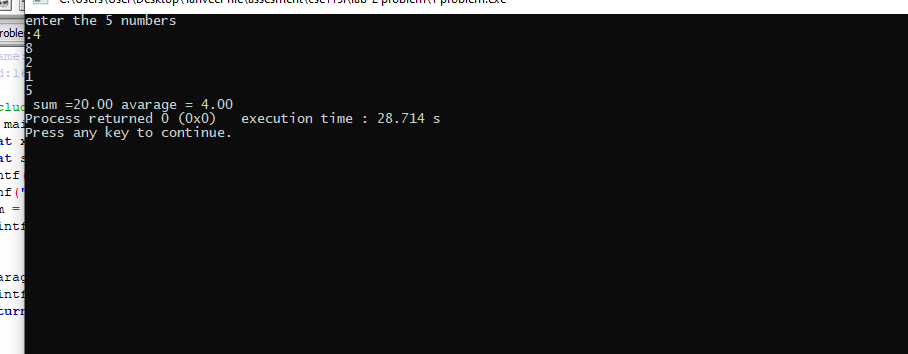 enter the 5 numbers
:4
8
2
1
5
sum =20.00 avarage = 4.00
Process returned 0 (0x0)   execution time : 28.714 s
Press any key to continue.